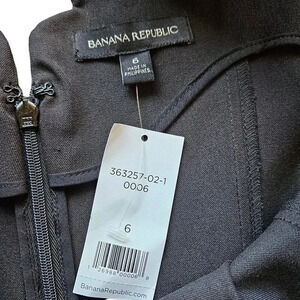 BANANA REPUBLIC
6
MADE IN
PHILIPPINES
363257-02-1
0006
6
BananaRepublic.com